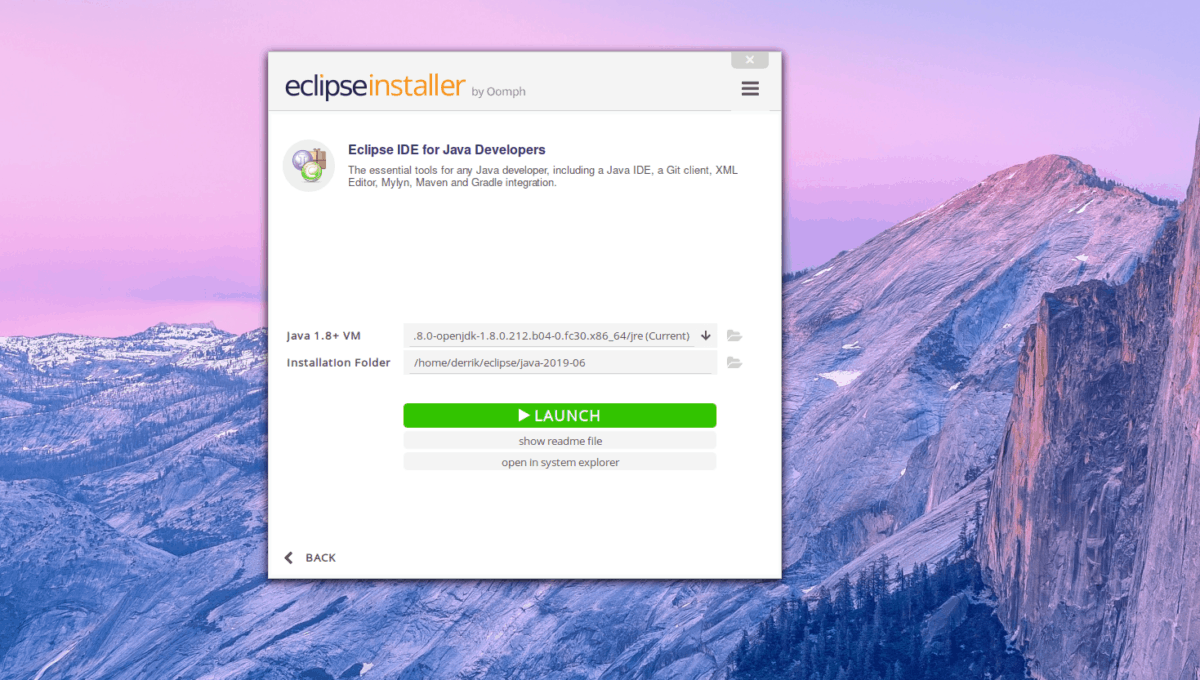 eclipseinstaller by Oomph
Eclipse IDE for Java Developers
The essential tools for any Java developer, including a Java IDE, a Git client, XML
Editor, Mylyn, Maven and Gradle integration.
Java 1.8+ VM
.8.0-openjdk-1.8.0.212.b04-0.fc30.x86_64/jre (Current)
Installation Folder
/home/derrik/eclipse/java-2019-06
LAUNCH
show readme file
open in system explorer
BACK